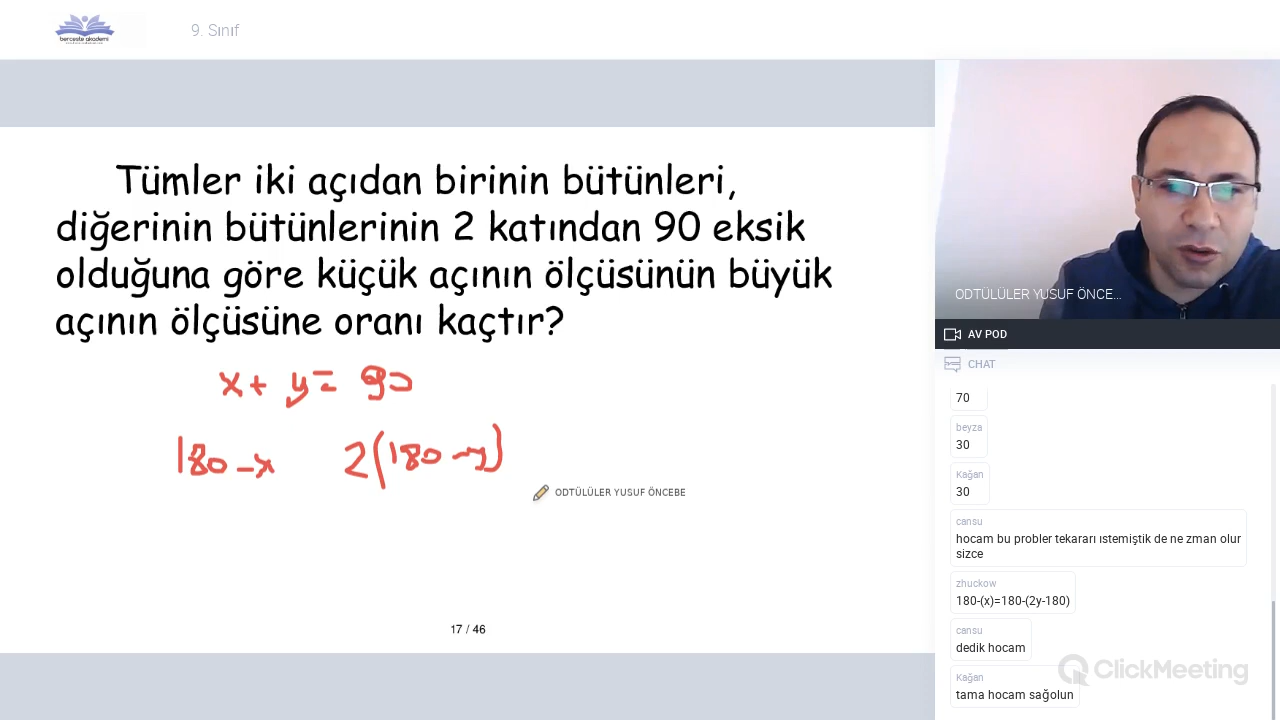 berceste akademi
9. Sınıf
Tümler iki açıdan birinin bütünleri,
diğerinin bütünlerinin 2 katından 90 eksik
olduğuna göre küçük açının ölçüsünün büyük
açının ölçüsüne oranı kaçtır?
x + y = 90
180 - x 2(180 - y)
ODTÜLÜLER YUSUF ÖNCEBE
17 / 46
ODTÜLÜLER YUSUF ÖNCE...
AV POD
CHAT
70
beyza
30
Kağan
30
cansu
hocam bu probler tekararı ıstemiştik de ne zman olur
sizce
zhuckow
180-(x)=180-(2y-180)
cansu
dedik hocam
Kağan
tama hocam sağolun
ClickMeeting